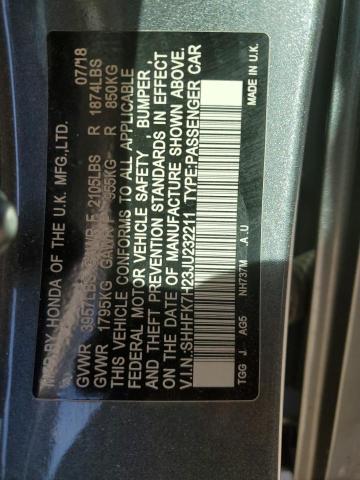 MFD BY HONDA OF THE U.K. MFG.,LTD. 07/18
GVWR 3957LBS GAWR F 2105LBS R 1874LBS
GVWR 1795KG GAWR F 955KG R 850KG
THIS VEHICLE CONFORMS TO ALL APPLICABLE
FEDERAL MOTOR VEHICLE SAFETY , BUMPER ,
AND THEFT PREVENTION STANDARDS IN EFFECT
ON THE DATE OF MANUFACTURE SHOWN ABOVE.
V.I.N:SHHFK7H23JU232211 TYPE:PASSENGER CAR
TGG J. AG5 NH737M .A.U MADE IN U.K.